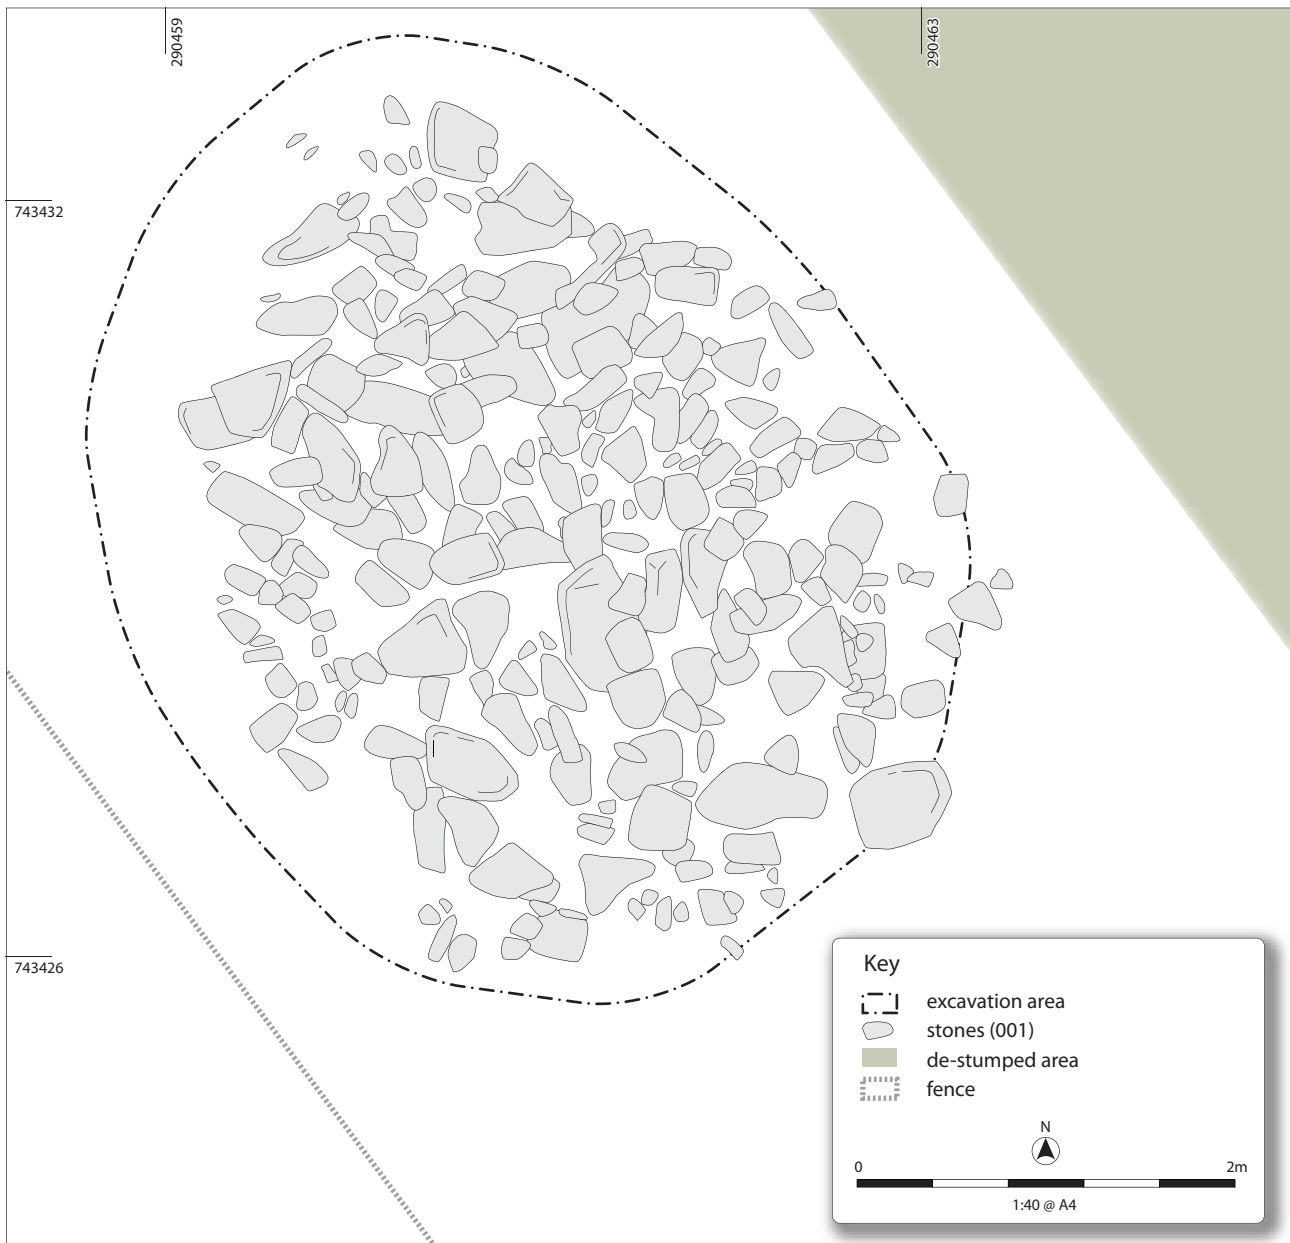 290459
290463
743432
743426
Key
excavation area
stones (001)
de-stumped area
fence
N
0 2m
1:40 @ A4